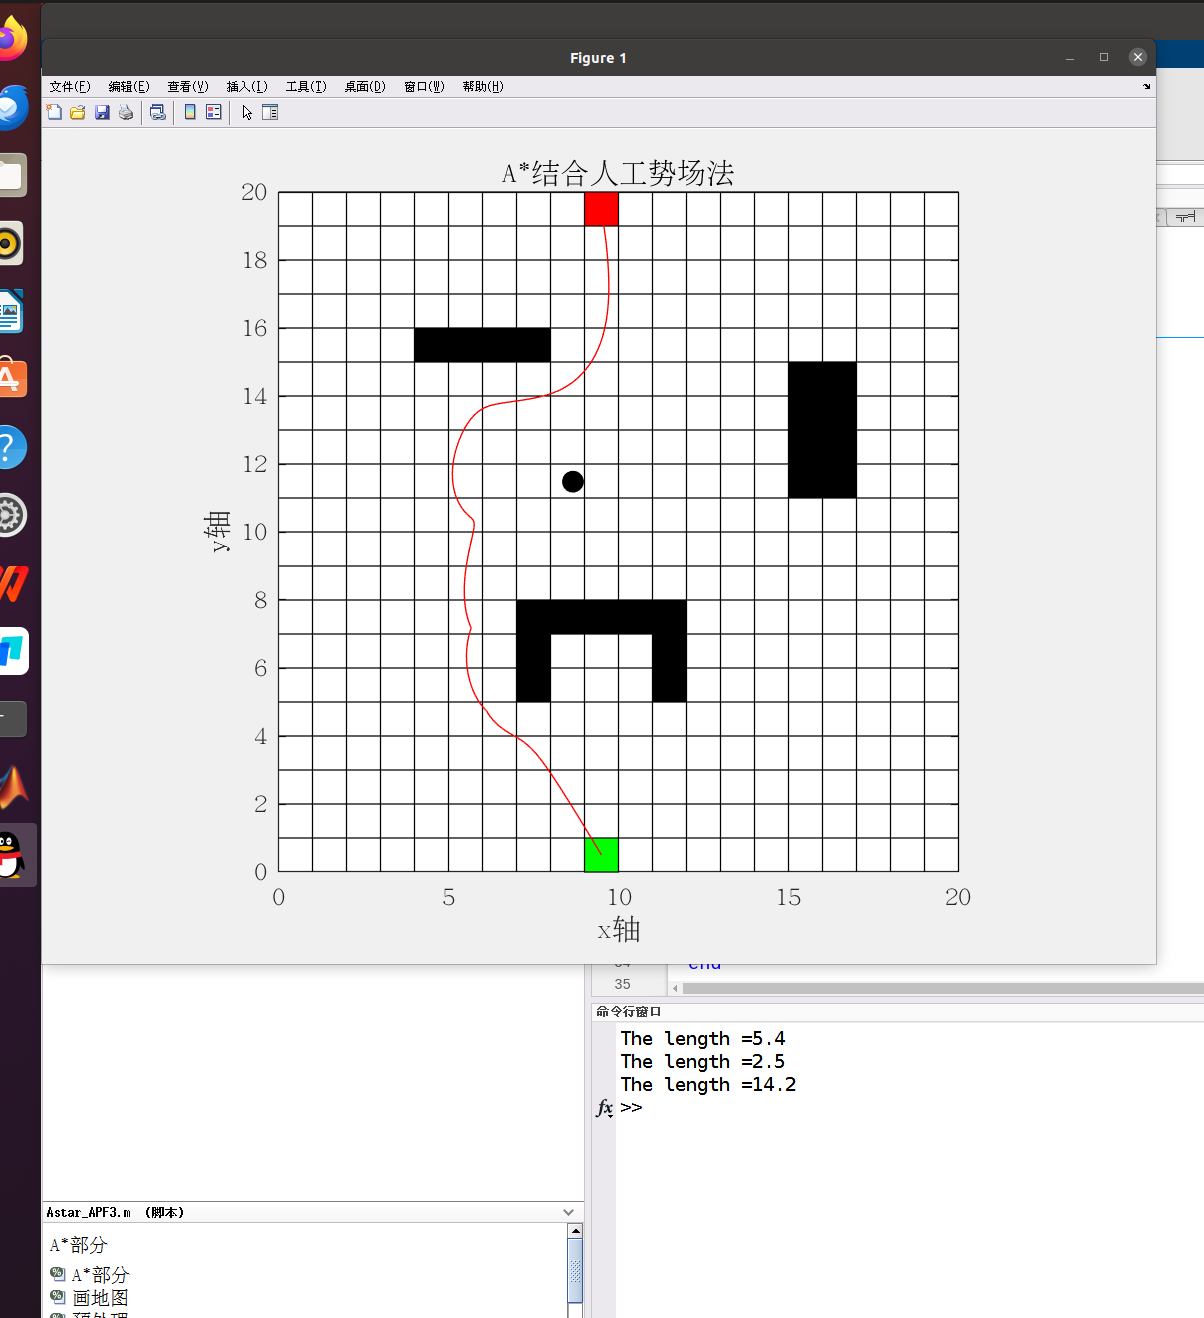 Figure 1
文件(F) 编辑(E) 查看(V) 插入(I) 工具(T) 桌面(D) 窗口(W) 帮助(H)
A*结合人工势场法
20
18
16
14
12
10
8
6
4
2
0
y轴
0 5 10 15 20
x轴
end
35
命令行窗口
The length =5.4
The length =2.5
The length =14.2
fx >>
Astar_APF3.m (脚本)
A*部分
A*部分
画地图